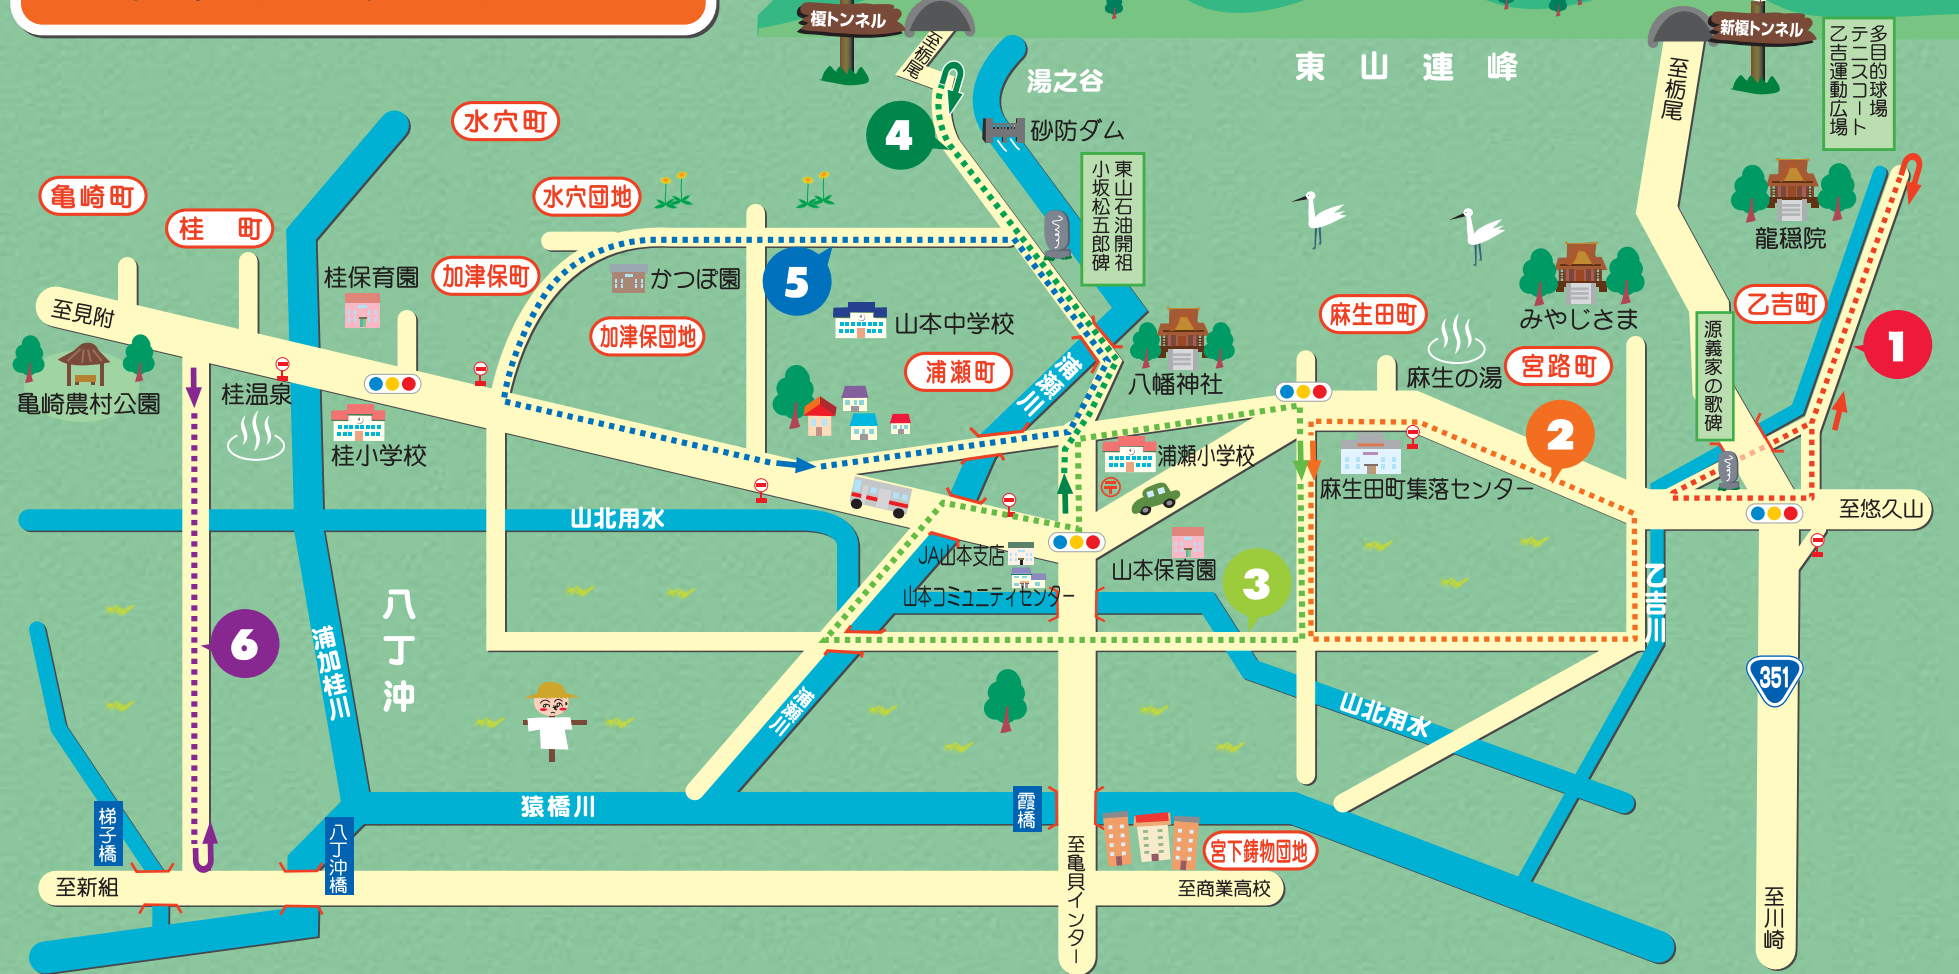 榎トンネル
至栃尾
湯之谷
東山連峰
新榎トンネル
至栃尾
多目的球場
テニスコート
乙吉運動広場
水穴町
4
砂防ダム
亀崎町
桂 町
水穴団地
東山石油開祖
小坂松五郎碑
龍穏院
桂保育園
加津保町
かつぼ園
5
至見附
加津保団地
山本中学校
浦瀬町
浦瀬川
八幡神社
麻生田町
麻生の湯
みやじさま
宮路町
乙吉町
源義家の歌碑
1
亀崎農村公園
桂温泉
桂小学校
浦瀬小学校
2
麻生田町集落センター
至悠久山
山北用水
JA山本支店
山本コミュニティセンター
山本保育園
3
乙吉川
八丁沖
6
浦加桂川
浦瀬川
山北用水
351
猿橋川
霞橋
梯子橋
八丁沖橋
宮下鋳物団地
至新組
至亀貝インター
至商業高校
至川崎